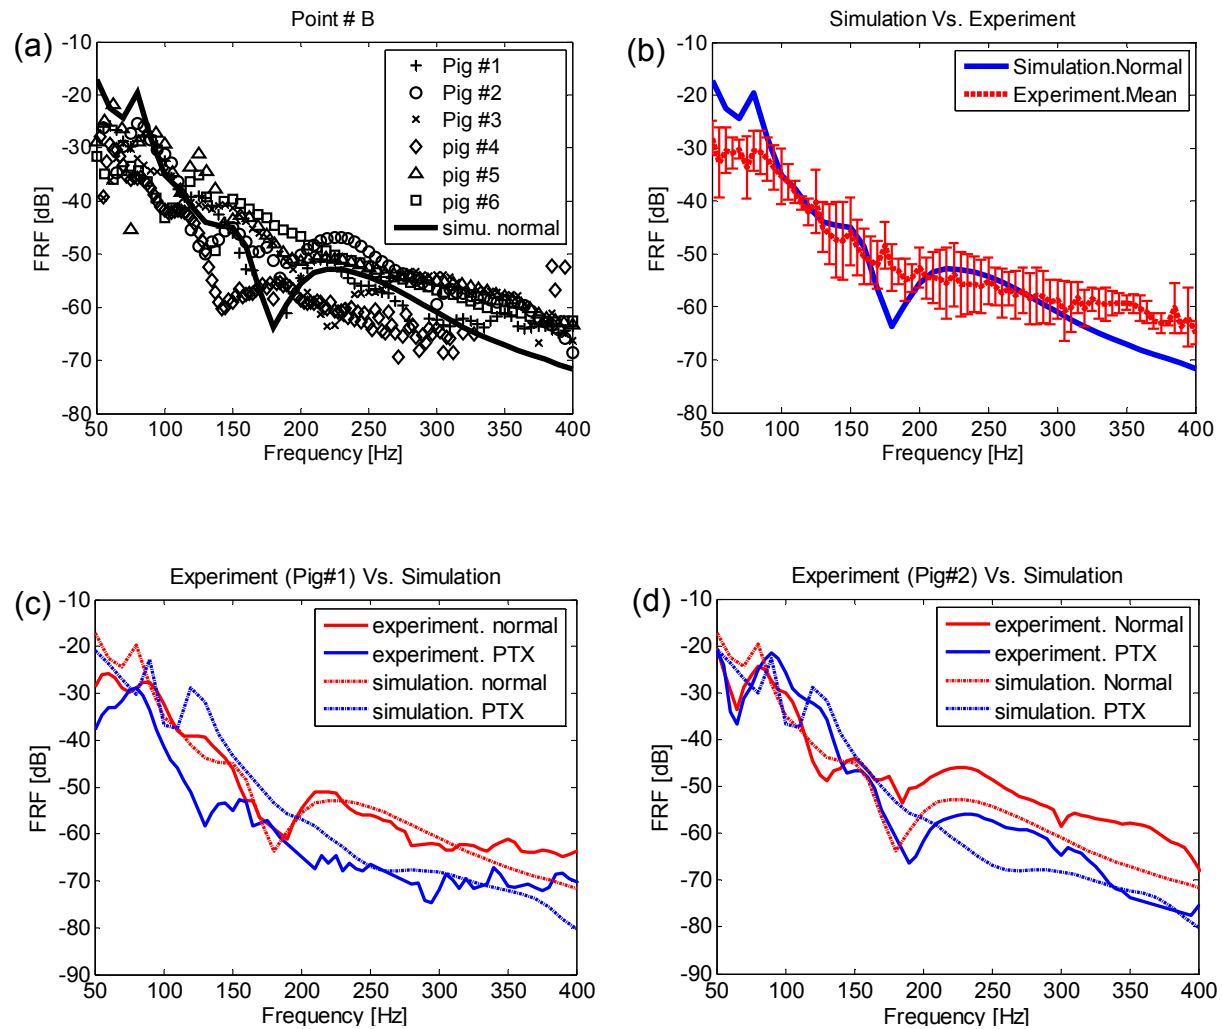 (a)
Point # B
FRF [dB]
-10
-20
-30
-40
-50
-60
-70
-80
Pig #1
Pig #2
Pig #3
pig #4
pig #5
pig #6
simu. normal
50 100 150 200 250 300 350 400
Frequency [Hz]
(b)
Simulation Vs. Experiment
FRF [dB]
-10
-20
-30
-40
-50
-60
-70
-80
Simulation.Normal
Experiment.Mean
50 100 150 200 250 300 350 400
Frequency [Hz]
(c)
Experiment (Pig#1) Vs. Simulation
FRF [dB]
-10
-20
-30
-40
-50
-60
-70
-80
-90
experiment. normal
experiment. PTX
simulation. normal
simulation. PTX
50 100 150 200 250 300 350 400
Frequency [Hz]
(d)
Experiment (Pig#2) Vs. Simulation
FRF [dB]
-10
-20
-30
-40
-50
-60
-70
-80
-90
experiment. Normal
experiment. PTX
simulation. Normal
simulation. PTX
50 100 150 200 250 300 350 400
Frequency [Hz]